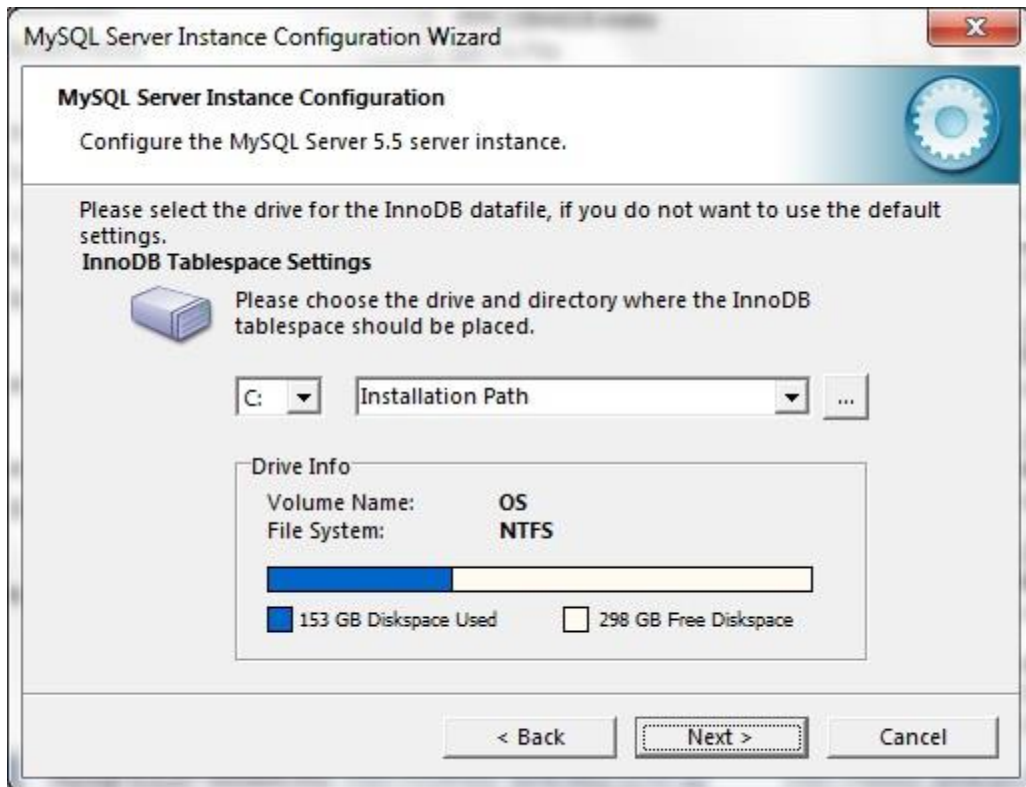 MySQL Server Instance Configuration Wizard
MySQL Server Instance Configuration
Configure the MySQL Server 5.5 server instance.
Please select the drive for the InnoDB datafile, if you do not want to use the default
settings.
InnoDB Tablespace Settings
Please choose the drive and directory where the InnoDB
tablespace should be placed.
C: Installation Path ...
Drive Info
Volume Name: OS
File System: NTFS
153 GB Diskspace Used 298 GB Free Diskspace
< Back Next > Cancel